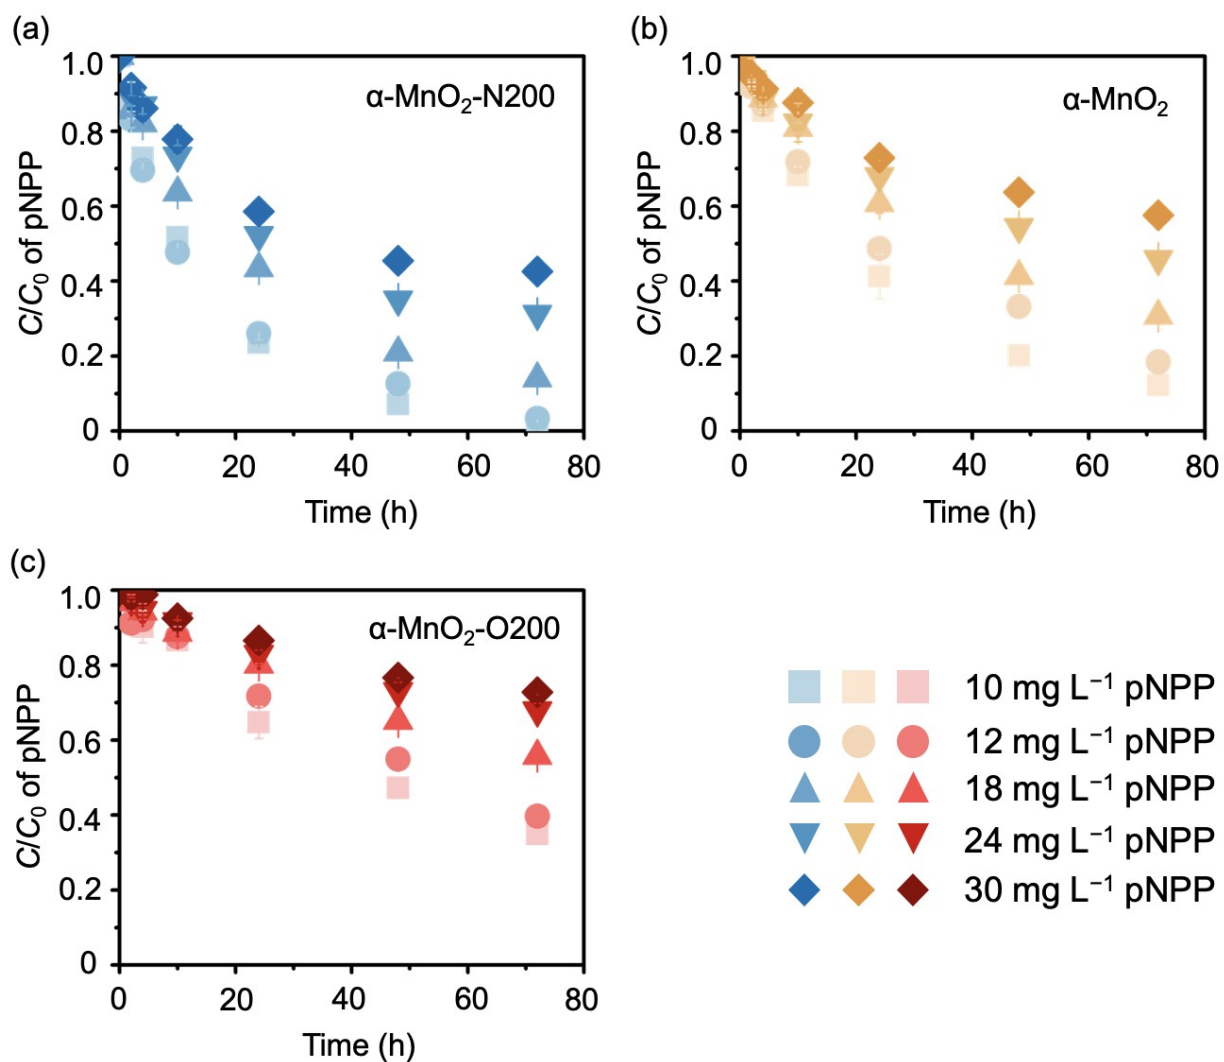 (a)
1.0
0.8
0.6
0.4
0.2
0
C/C₀ of pNPP
α-MnO₂-N200
0 20 40 60 80
Time (h)
(b)
1.0
0.8
0.6
0.4
0.2
0
C/C₀ of pNPP
α-MnO₂
0 20 40 60 80
Time (h)
(c)
1.0
0.8
0.6
0.4
0.2
0
C/C₀ of pNPP
α-MnO₂-O200
0 20 40 60 80
Time (h)
10 mg L⁻¹ pNPP
12 mg L⁻¹ pNPP
18 mg L⁻¹ pNPP
24 mg L⁻¹ pNPP
30 mg L⁻¹ pNPP